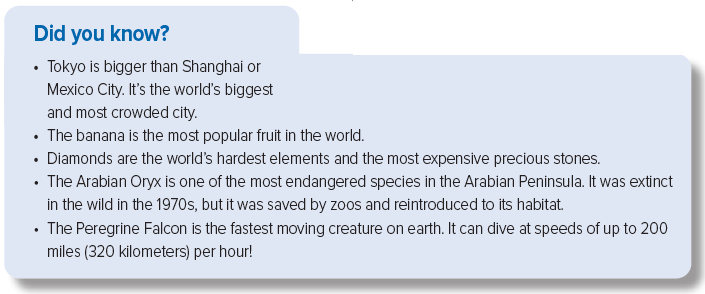 Did you know?
• Tokyo is bigger than Shanghai or
Mexico City. It's the world's biggest
and most crowded city.
• The banana is the most popular fruit in the world.
• Diamonds are the world's hardest elements and the most expensive precious stones.
• The Arabian Oryx is one of the most endangered species in the Arabian Peninsula. It was extinct
in the wild in the 1970s, but it was saved by zoos and reintroduced to its habitat.
• The Peregrine Falcon is the fastest moving creature on earth. It can dive at speeds of up to 200
miles (320 kilometers) per hour!